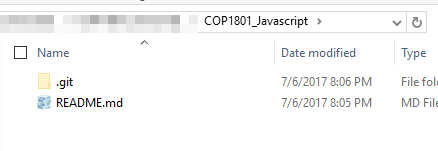 COP1801_Javascript
Name Date modified Type
.git 7/6/2017 8:06 PM File fol
README.md 7/6/2017 8:05 PM MD File